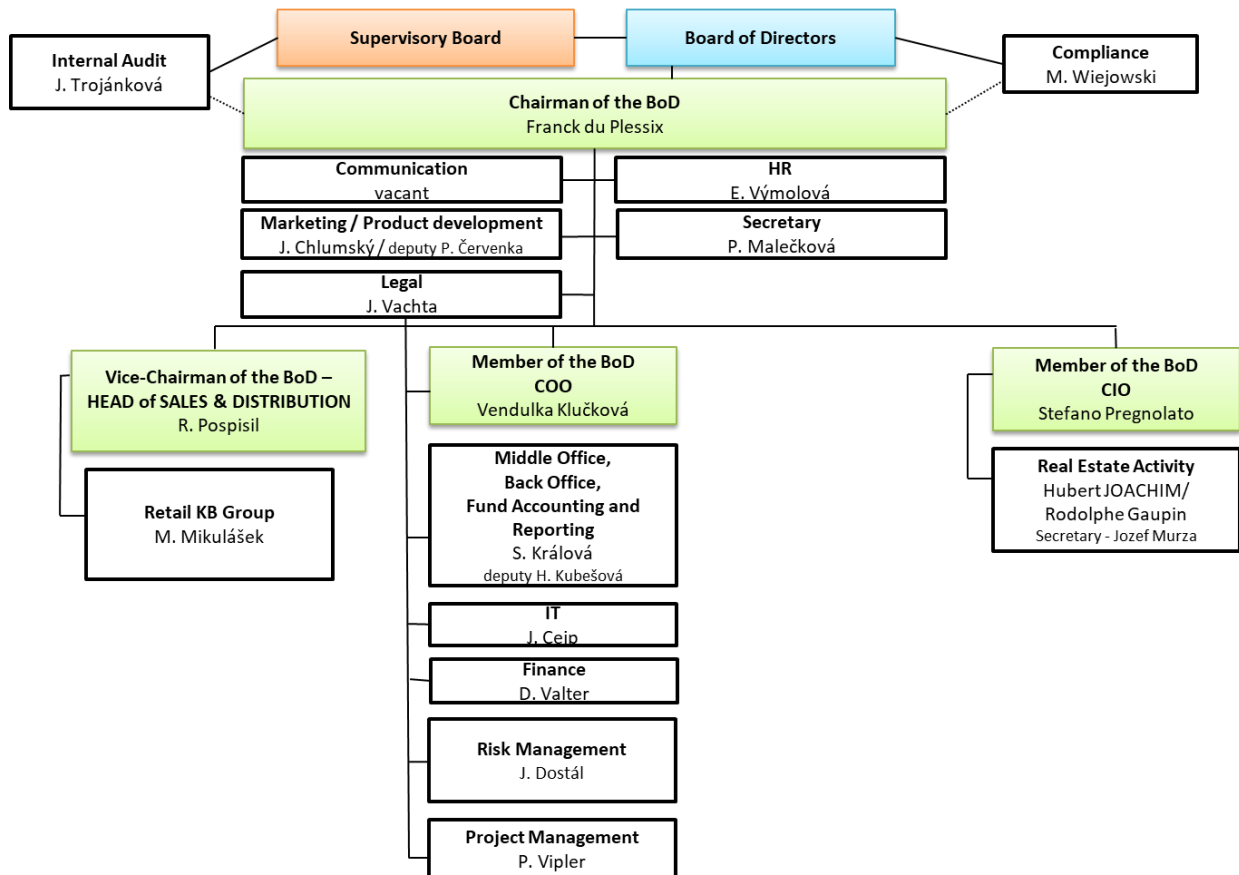 Supervisory Board
Board of Directors
Internal Audit
J. Trojánková
Compliance
M. Wiejowski
Chairman of the BoD
Franck du Plessix
Communication
vacant
HR
E. Výmolová
Marketing / Product development
J. Chlumský / deputy P. Červenka
Secretary
P. Malečková
Legal
J. Vachta
Vice-Chairman of the BoD –
HEAD of SALES & DISTRIBUTION
R. Pospisil
Retail KB Group
M. Mikulášek
Member of the BoD
COO
Vendulka Klučková
Middle Office,
Back Office,
Fund Accounting and
Reporting
S. Králová
deputy H. Kubešová
IT
J. Cejp
Finance
D. Valter
Risk Management
J. Dostál
Project Management
P. Vipler
Member of the BoD
CIO
Stefano Pregnolato
Real Estate Activity
Hubert JOACHIM/
Rodolphe Gaupin
Secretary - Jozef Murza